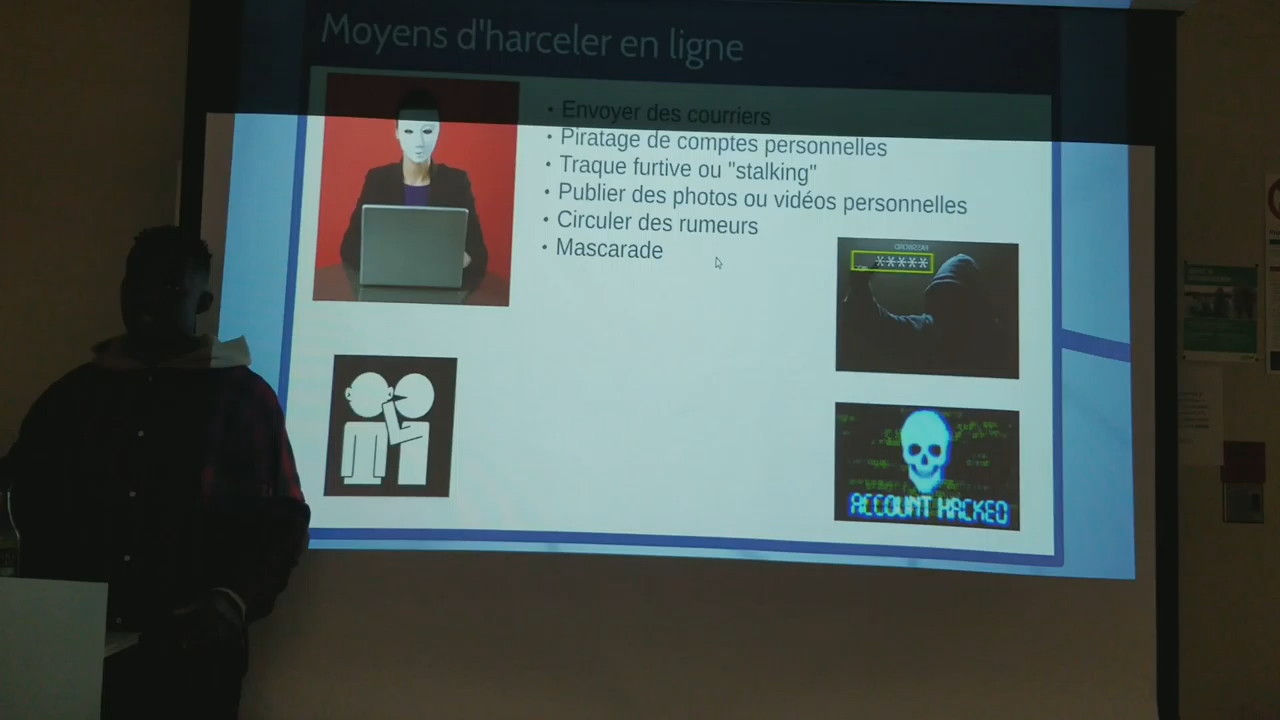 Moyens d'harceler en ligne
• Envoyer des courriers
• Piratage de comptes personnelles
• Traque furtive ou "stalking"
• Publier des photos ou vidéos personnelles
• Circuler des rumeurs
• Mascarade
*****
ACCOUNT HACKED